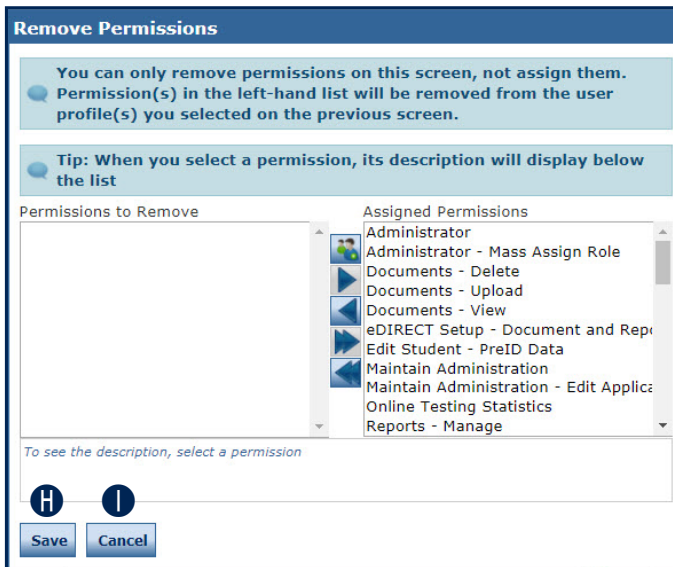 Remove Permissions
You can only remove permissions on this screen, not assign them.
Permission(s) in the left-hand list will be removed from the user
profile(s) you selected on the previous screen.
Tip: When you select a permission, its description will display below
the list
Permissions to Remove
Assigned Permissions
Administrator
Administrator - Mass Assign Role
Documents - Delete
Documents - Upload
Documents - View
eDIRECT Setup - Document and Repo
Edit Student - PreID Data
Maintain Administration
Maintain Administration - Edit Applica
Online Testing Statistics
Reports - Manage
To see the description, select a permission
H I
Save Cancel